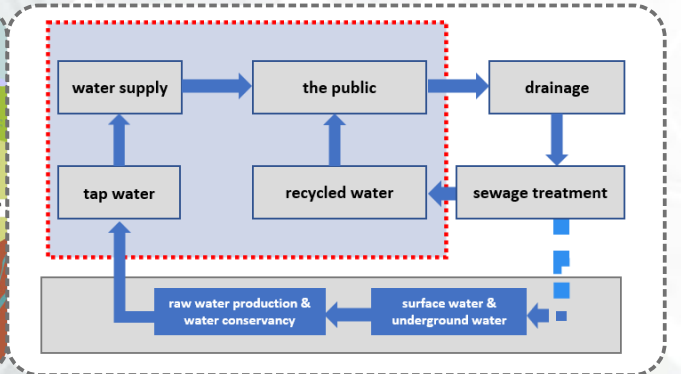 water supply
the public
drainage
tap water
recycled water
sewage treatment
raw water production &
water conservancy
surface water &
underground water